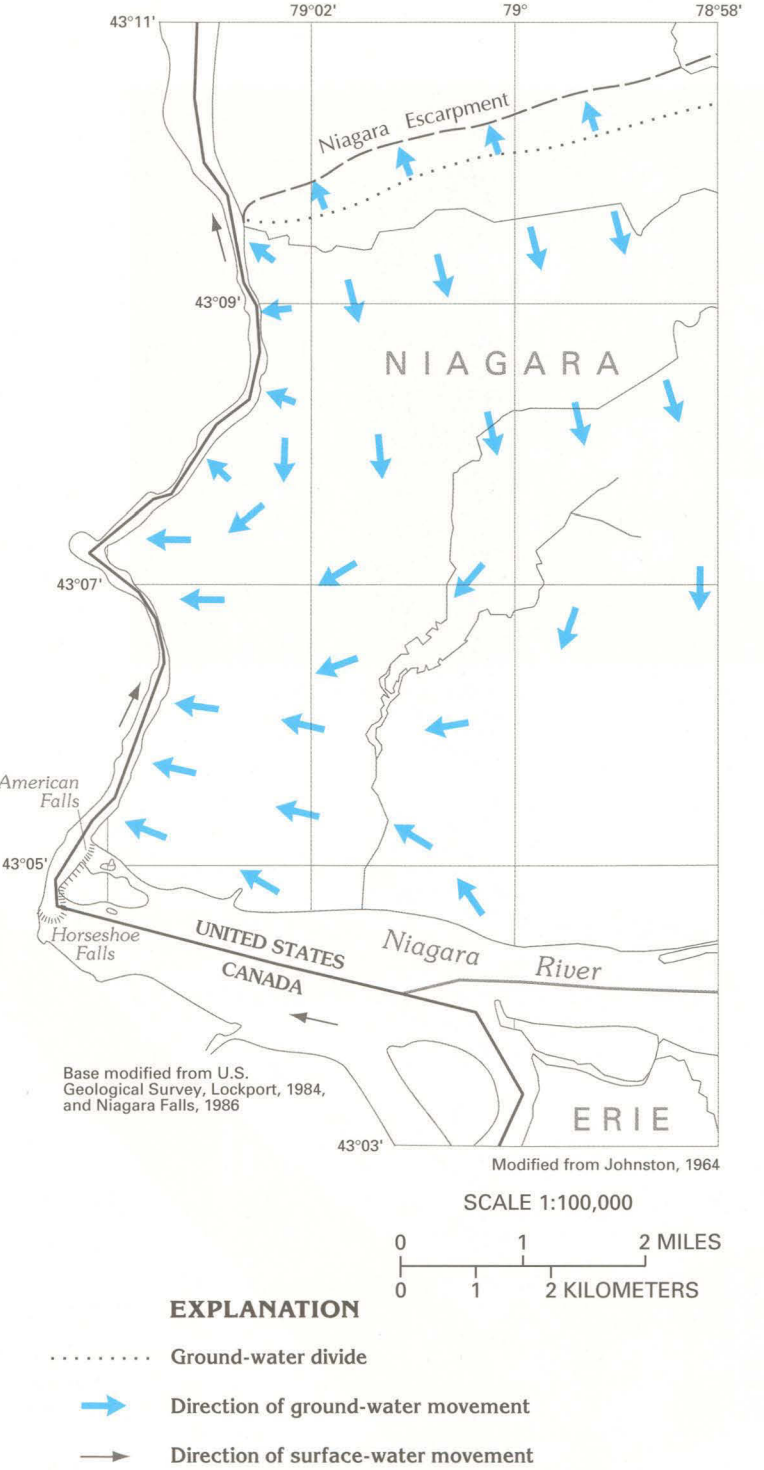 43°11'
79°02'
79°
78°58'
Niagara Escarpment
43°09'
NIAGARA
43°07'
American
Falls
43°05'
Horseshoe
Falls
UNITED STATES
CANADA
Niagara River
Base modified from U.S.
Geological Survey, Lockport, 1984,
and Niagara Falls, 1986
ERIE
43°03'
Modified from Johnston, 1964
SCALE 1:100,000
0 1 2 MILES
0 1 2 KILOMETERS
EXPLANATION
Ground-water divide
Direction of ground-water movement
Direction of surface-water movement